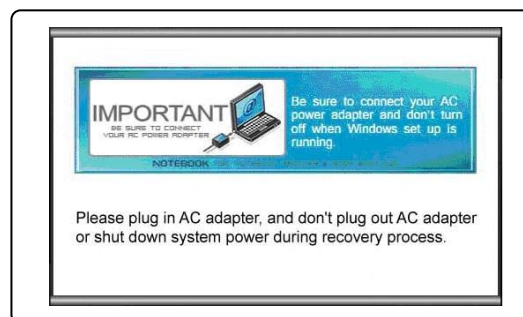 IMPORTANT
BE SURE TO CONNECT
YOUR AC POWER ADAPTER
Be sure to connect your AC
power adapter and don't turn
off when Windows set up is
running.
NOTEBOOK
Please plug in AC adapter, and don't plug out AC adapter
or shut down system power during recovery process.